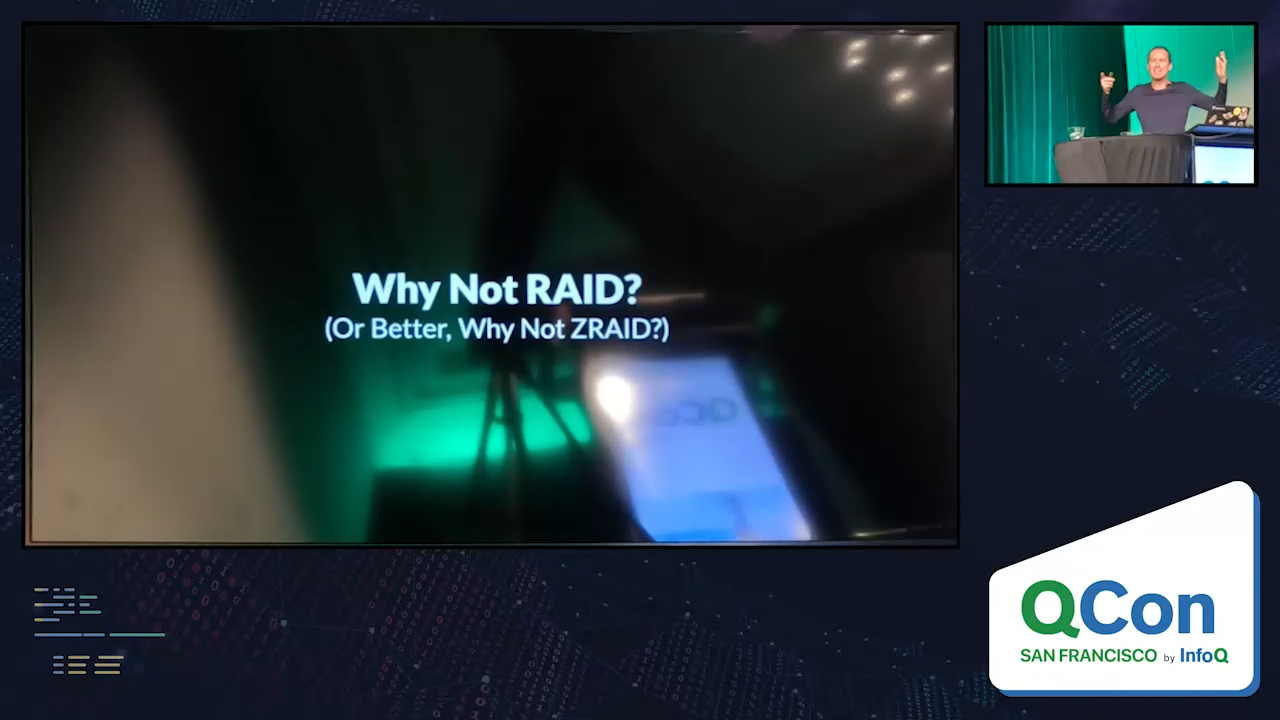 Why Not RAID?
(Or Better, Why Not ZRAID?)
QCon
SAN FRANCISCO by InfoQ